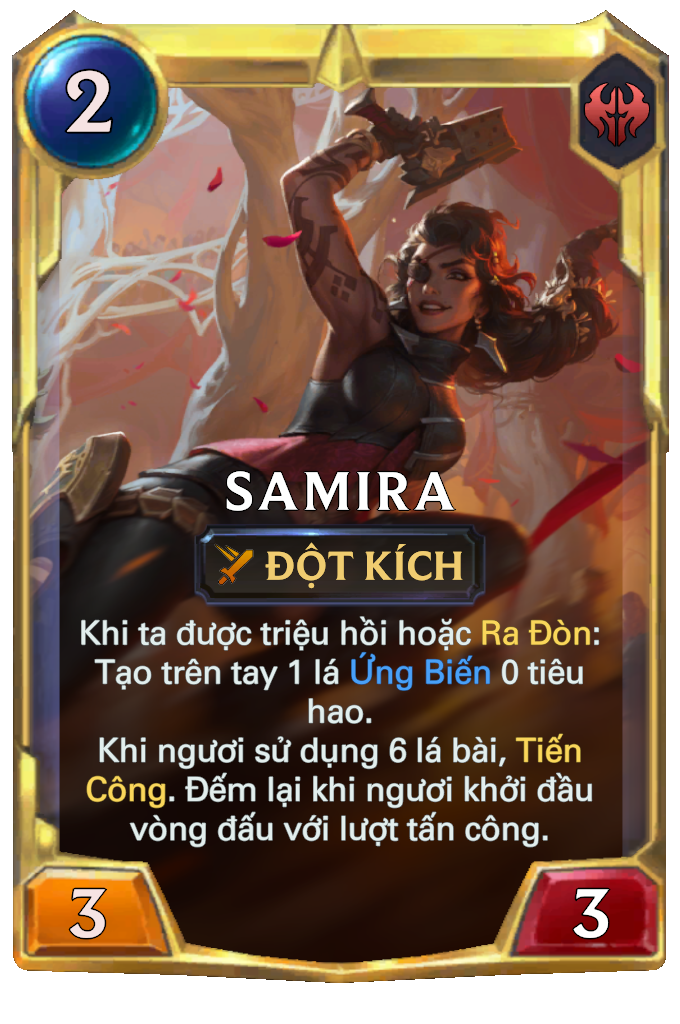 2
SAMIRA
ĐỘT KÍCH
Khi ta được triệu hồi hoặc Ra Đòn:
Tạo trên tay 1 lá Ứng Biến 0 tiêu
hao.
Khi ngươi sử dụng 6 lá bài, Tiến
Công. Đếm lại khi ngươi khởi đầu
vòng đấu với lượt tấn công.
3
3